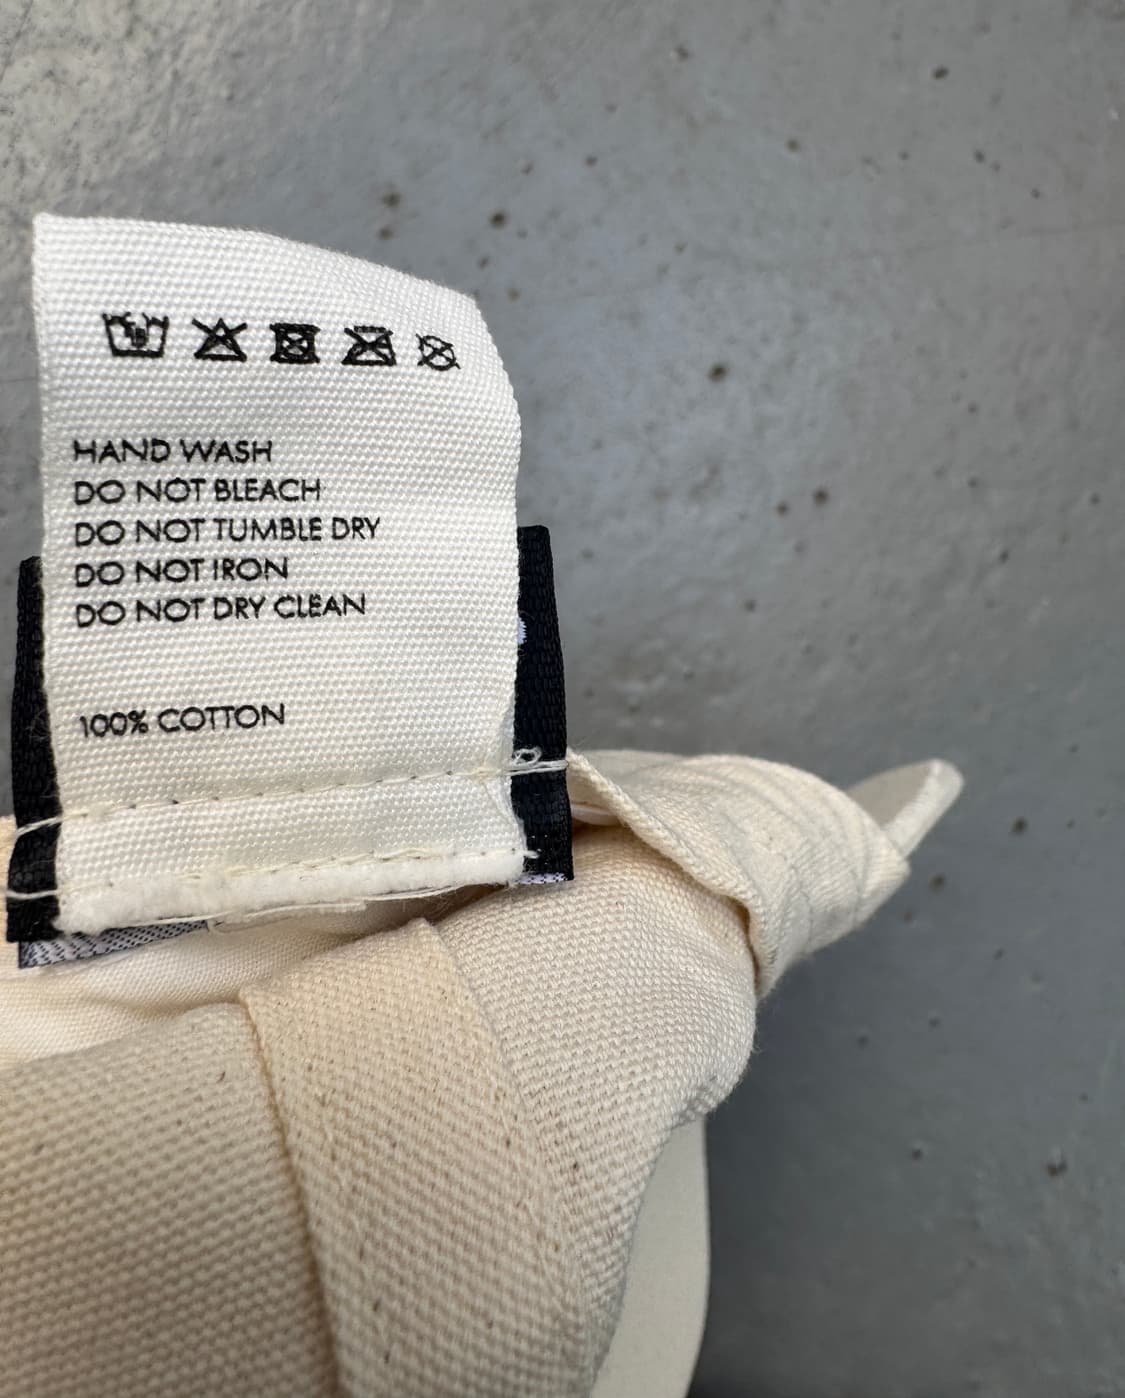 HAND WASH
DO NOT BLEACH
DO NOT TUMBLE DRY
DO NOT IRON
DO NOT DRY CLEAN
100% COTTON